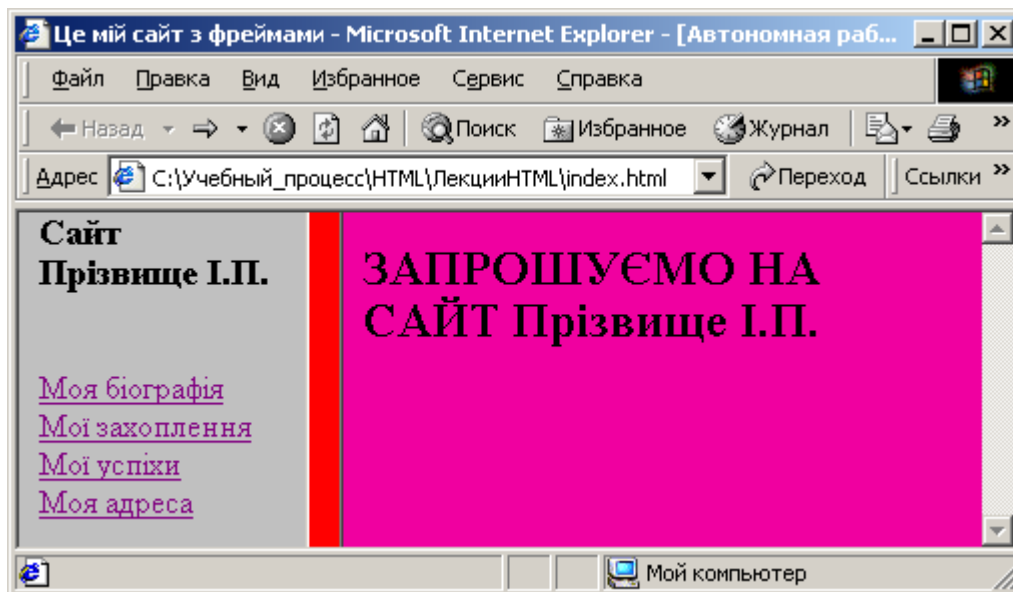 Це мій сайт з фреймами - Microsoft Internet Explorer - [Автономная раб...
Файл Правка Вид Избранное Сервис Справка
Назад Поиск Избранное Журнал »
Адрес C:\Учебный_процесс\HTML\ЛекцииHTML\index.html Переход Ссылки »
Сайт
Прізвище І.П.
Моя біографія
Мої захоплення
Мої успіхи
Моя адреса
ЗАПРОШУЄМО НА
САЙТ Прізвище І.П.
Мой компьютер